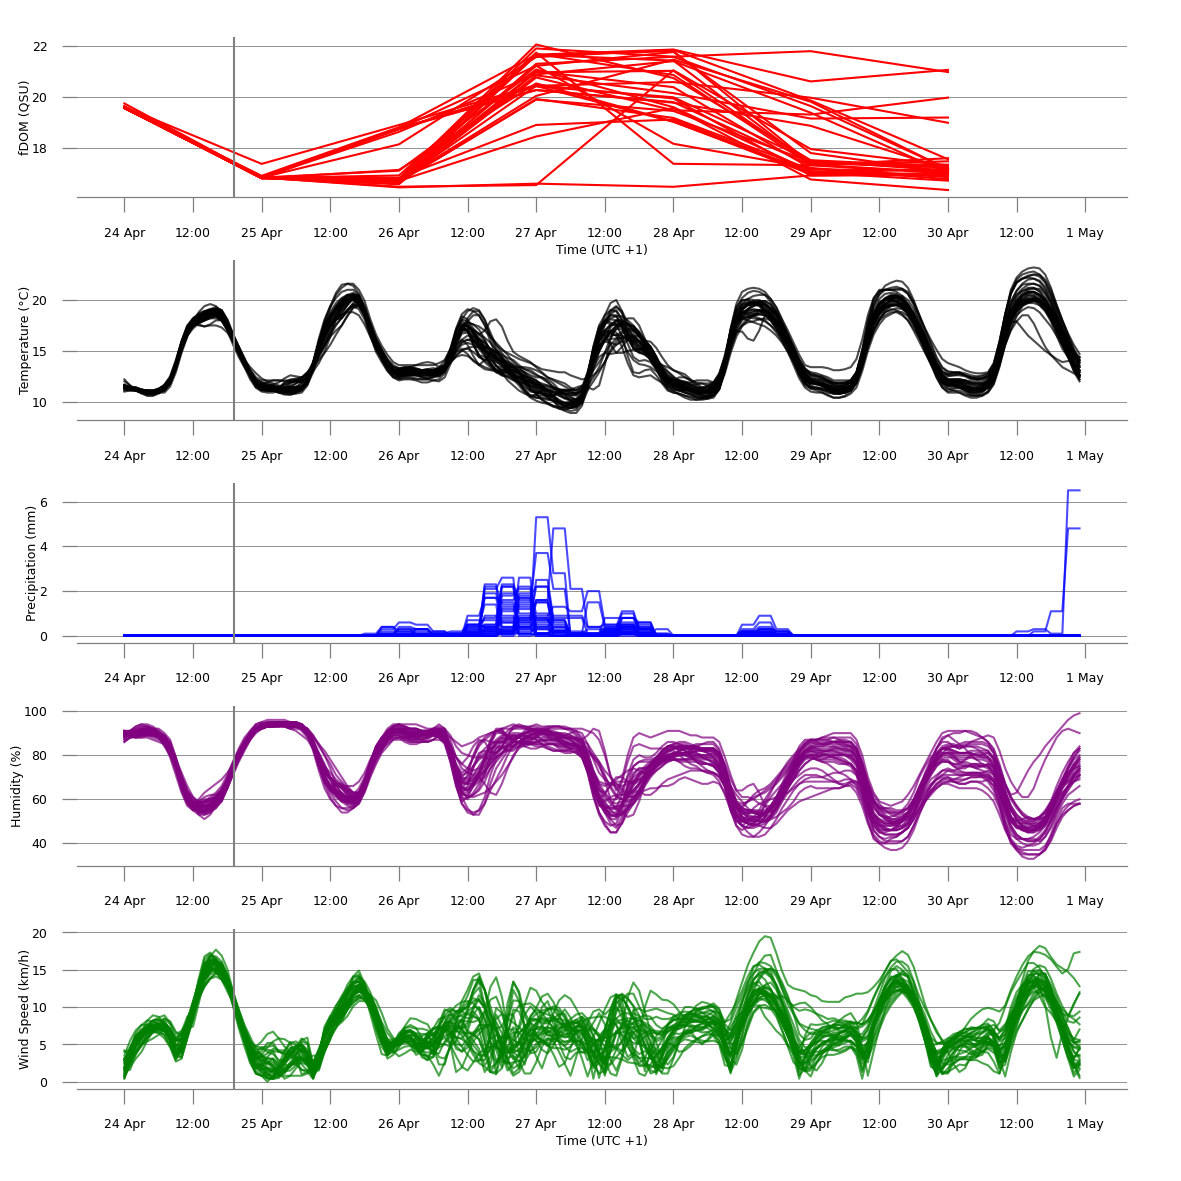 fDOM (QSU)
22
20
18
24 Apr 12:00 25 Apr 12:00 26 Apr 12:00 27 Apr 12:00 28 Apr 12:00 29 Apr 12:00 30 Apr 12:00 1 May
Time (UTC +1)
Temperature (°C)
20
15
10
24 Apr 12:00 25 Apr 12:00 26 Apr 12:00 27 Apr 12:00 28 Apr 12:00 29 Apr 12:00 30 Apr 12:00 1 May
Precipitation (mm)
6
4
2
0
24 Apr 12:00 25 Apr 12:00 26 Apr 12:00 27 Apr 12:00 28 Apr 12:00 29 Apr 12:00 30 Apr 12:00 1 May
Humidity (%)
100
80
60
40
24 Apr 12:00 25 Apr 12:00 26 Apr 12:00 27 Apr 12:00 28 Apr 12:00 29 Apr 12:00 30 Apr 12:00 1 May
Wind Speed (km/h)
20
15
10
5
0
24 Apr 12:00 25 Apr 12:00 26 Apr 12:00 27 Apr 12:00 28 Apr 12:00 29 Apr 12:00 30 Apr 12:00 1 May
Time (UTC +1)